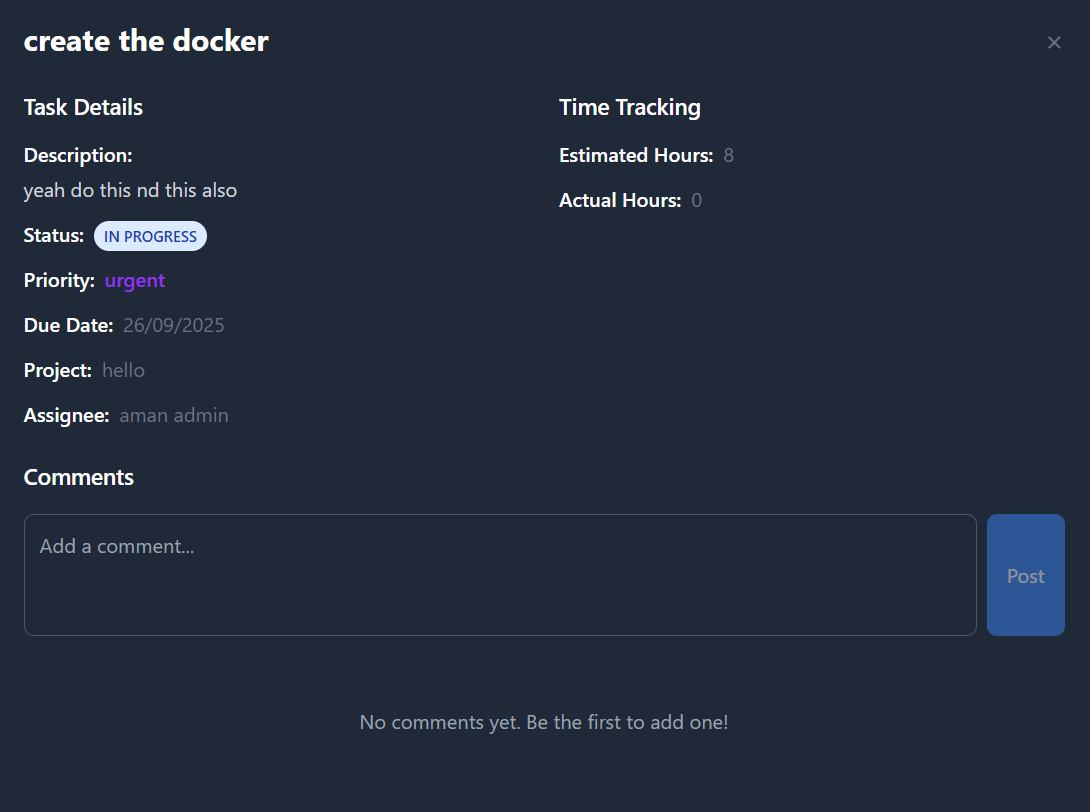 create the docker
Task Details
Description:
yeah do this nd this also
Status: IN PROGRESS
Priority: urgent
Due Date: 26/09/2025
Project: hello
Assignee: aman admin
Time Tracking
Estimated Hours: 8
Actual Hours: 0
Comments
Add a comment...
Post
No comments yet. Be the first to add one!